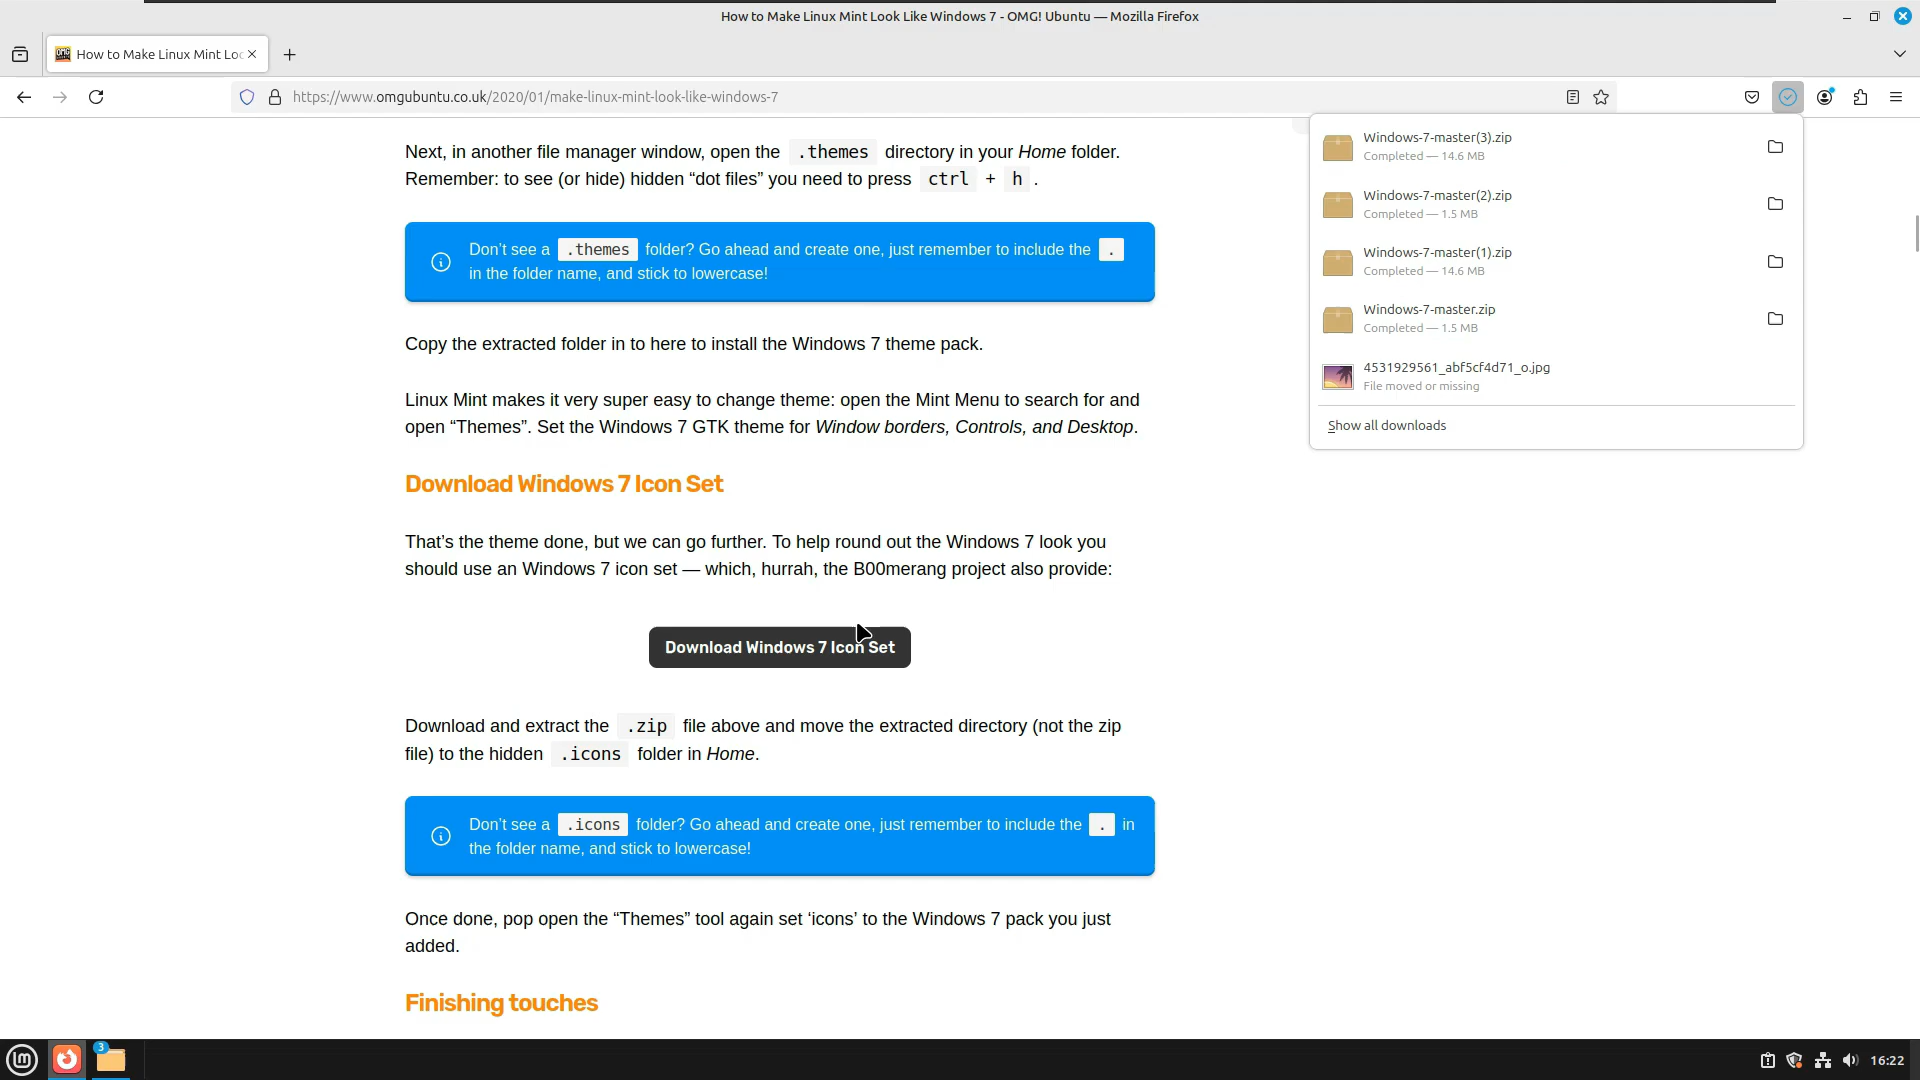 How to Make Linux Mint Look Like Windows 7 - OMG! Ubuntu — Mozilla Firefox
How to Make Linux Mint Loo
https://www.omgubuntu.co.uk/2020/01/make-linux-mint-look-like-windows-7
Next, in another file manager window, open the .themes directory in your Home folder.
Remember: to see (or hide) hidden “dot files” you need to press ctrl + h .
Don’t see a .themes folder? Go ahead and create one, just remember to include the .
in the folder name, and stick to lowercase!
Copy the extracted folder in to here to install the Windows 7 theme pack.
Linux Mint makes it very super easy to change theme: open the Mint Menu to search for and
open “Themes”. Set the Windows 7 GTK theme for Window borders, Controls, and Desktop.
Download Windows 7 Icon Set
That’s the theme done, but we can go further. To help round out the Windows 7 look you
should use an Windows 7 icon set — which, hurrah, the B00merang project also provide:
Download Windows 7 Icon Set
Download and extract the .zip file above and move the extracted directory (not the zip
file) to the hidden .icons folder in Home.
Don’t see a .icons folder? Go ahead and create one, just remember to include the . in
the folder name, and stick to lowercase!
Once done, pop open the “Themes” tool again set ‘icons’ to the Windows 7 pack you just
added.
Finishing touches
Windows-7-master(3).zip
Completed — 14.6 MB
Windows-7-master(2).zip
Completed — 1.5 MB
Windows-7-master(1).zip
Completed — 14.6 MB
Windows-7-master.zip
Completed — 1.5 MB
4531929561_abf5cf4d71_o.jpg
File moved or missing
Show all downloads
3
16:22